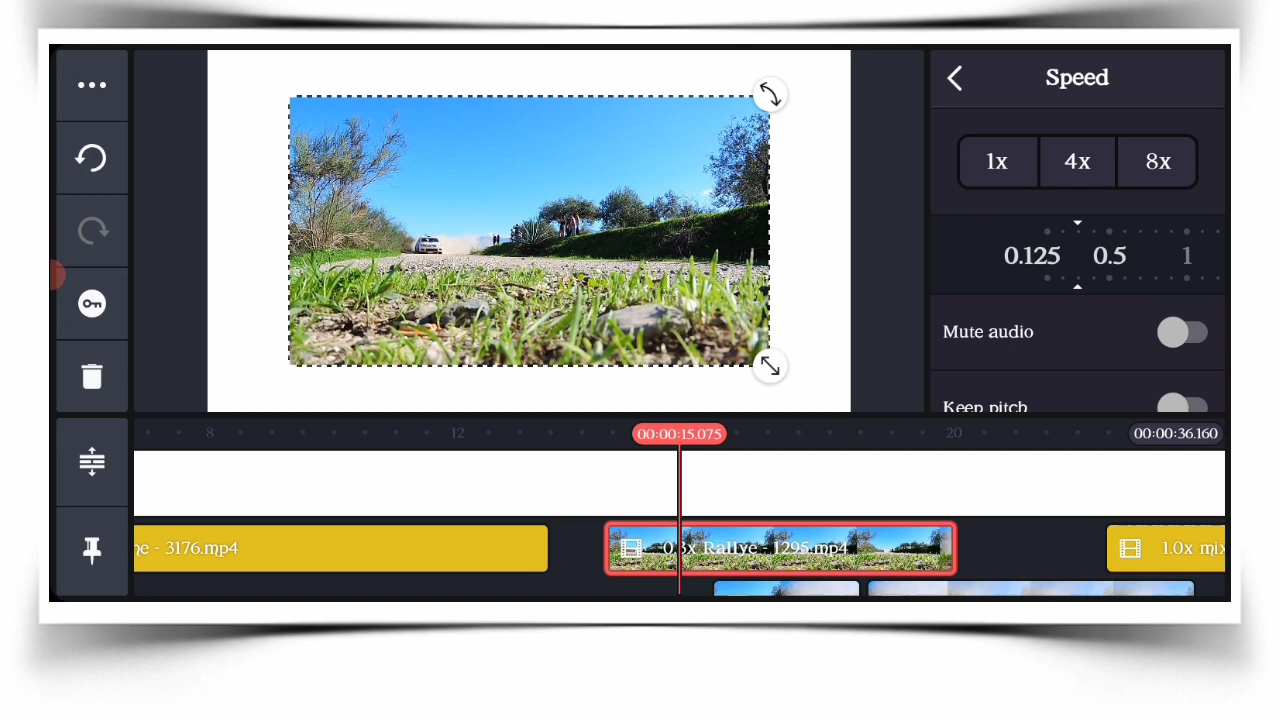 Speed
1x 4x 8x
0.125 0.5 1
Mute audio
Keep pitch
8 12 00:00:15.075 20 00:00:36.160
ne - 3176.mp4
0.3x Rallye - 1295.mp4
1.0x mix